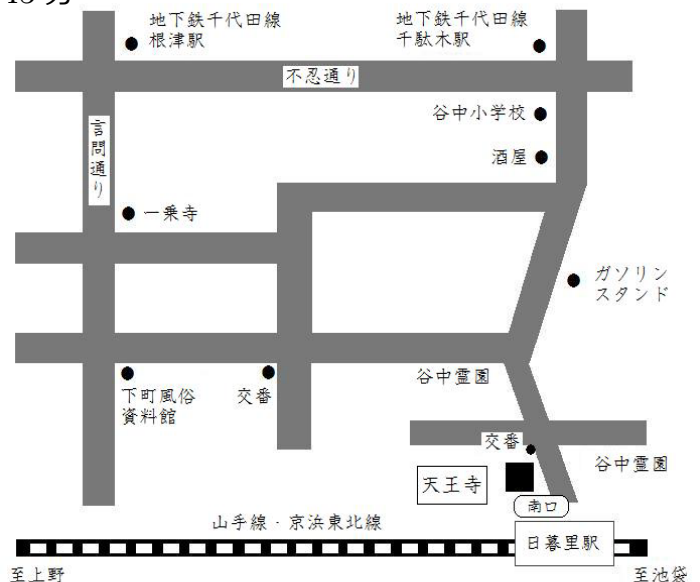 地下鉄千代田線
根津駅
地下鉄千代田線
千駄木駅
不忍通り
谷中小学校
言問通り
酒屋
一乗寺
ガソリン
スタンド
谷中霊園
下町風俗
資料館
交番
交番
谷中霊園
天王寺
南口
山手線・京浜東北線
日暮里駅
至上野
至池袋